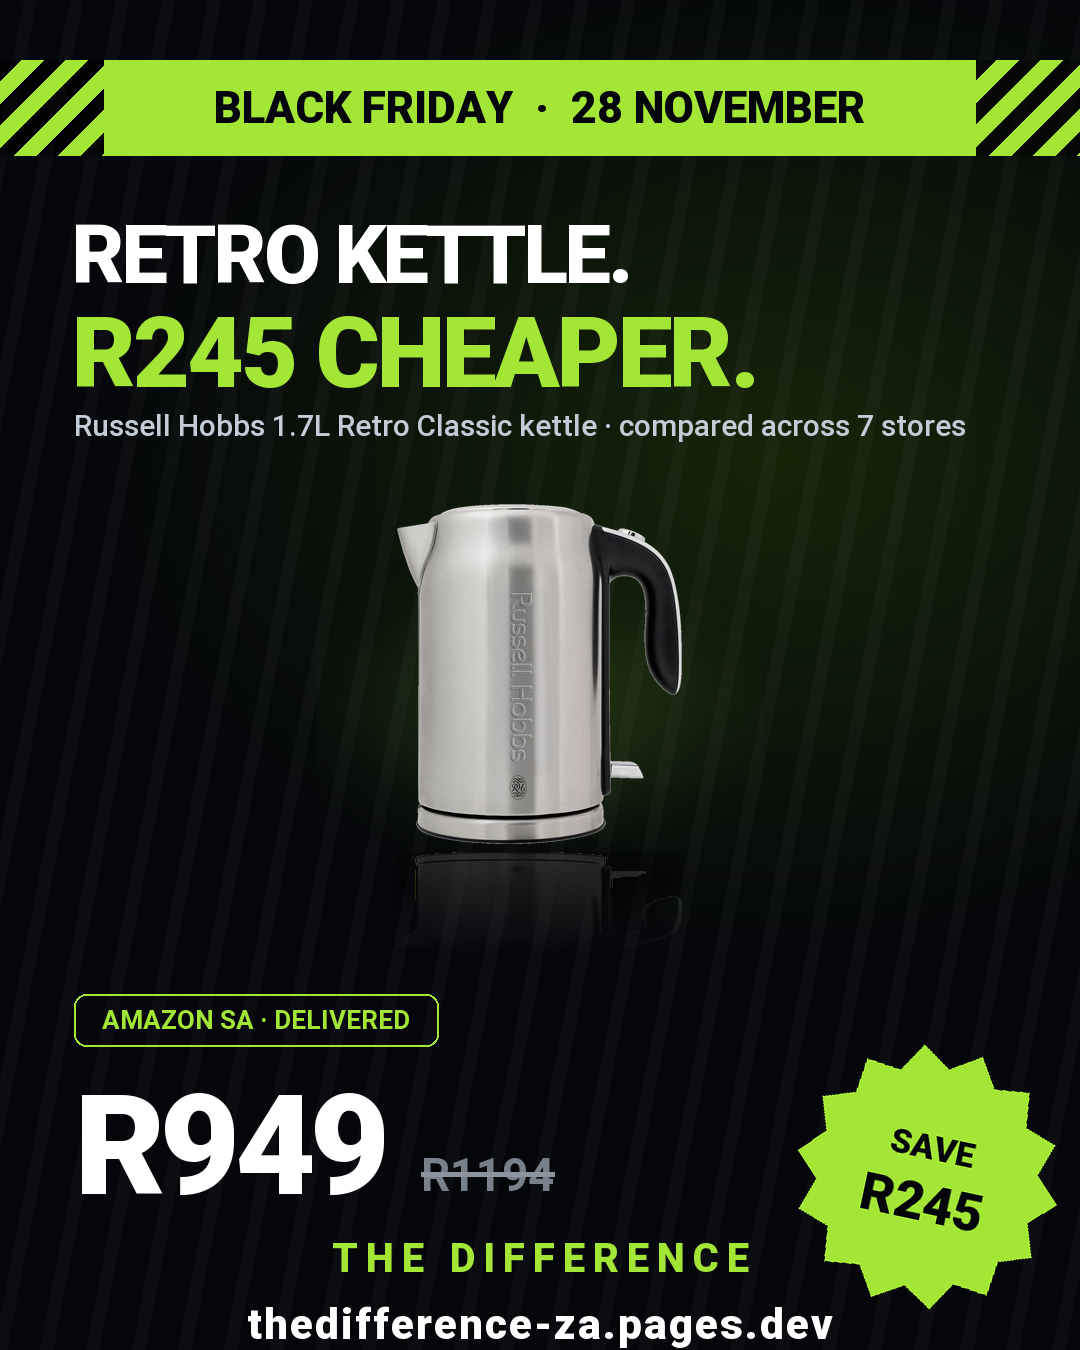 BLACK FRIDAY · 28 NOVEMBER
RETRO KETTLE.
R245 CHEAPER.
Russell Hobbs 1.7L Retro Classic kettle · compared across 7 stores
Russell Hobbs
AMAZON SA · DELIVERED
R949
R1194
SAVE
R245
THE DIFFERENCE
thedifference-za.pages.dev